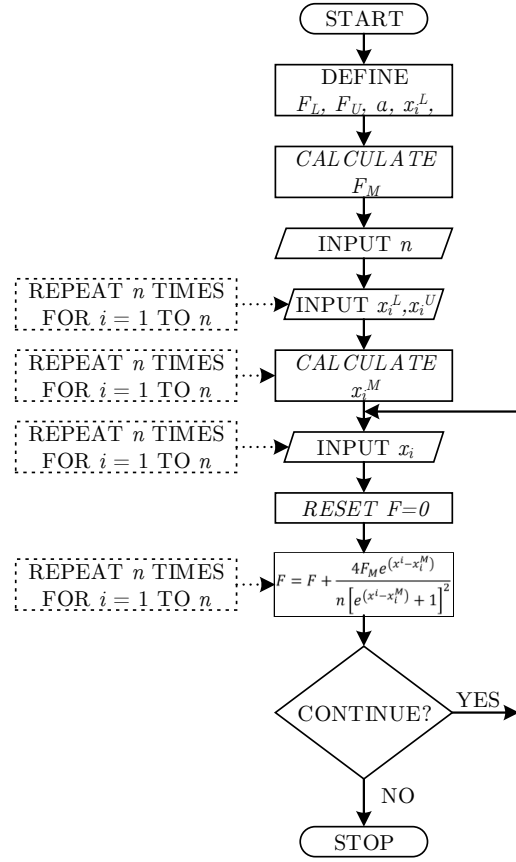 START
DEFINE
F_L, F_U, a, x_i^L,
CALCULATE
F_M
INPUT n
REPEAT n TIMES
FOR i = 1 TO n
INPUT x_i^L,x_i^U
REPEAT n TIMES
FOR i = 1 TO n
CALCULATE
x_i^M
REPEAT n TIMES
FOR i = 1 TO n
INPUT x_i
RESET F=0
REPEAT n TIMES
FOR i = 1 TO n
F = F + 4F_M e^(x^i−x_i^M) / n[e^(x^i−x_i^M) + 1]^2
CONTINUE?
YES
NO
STOP